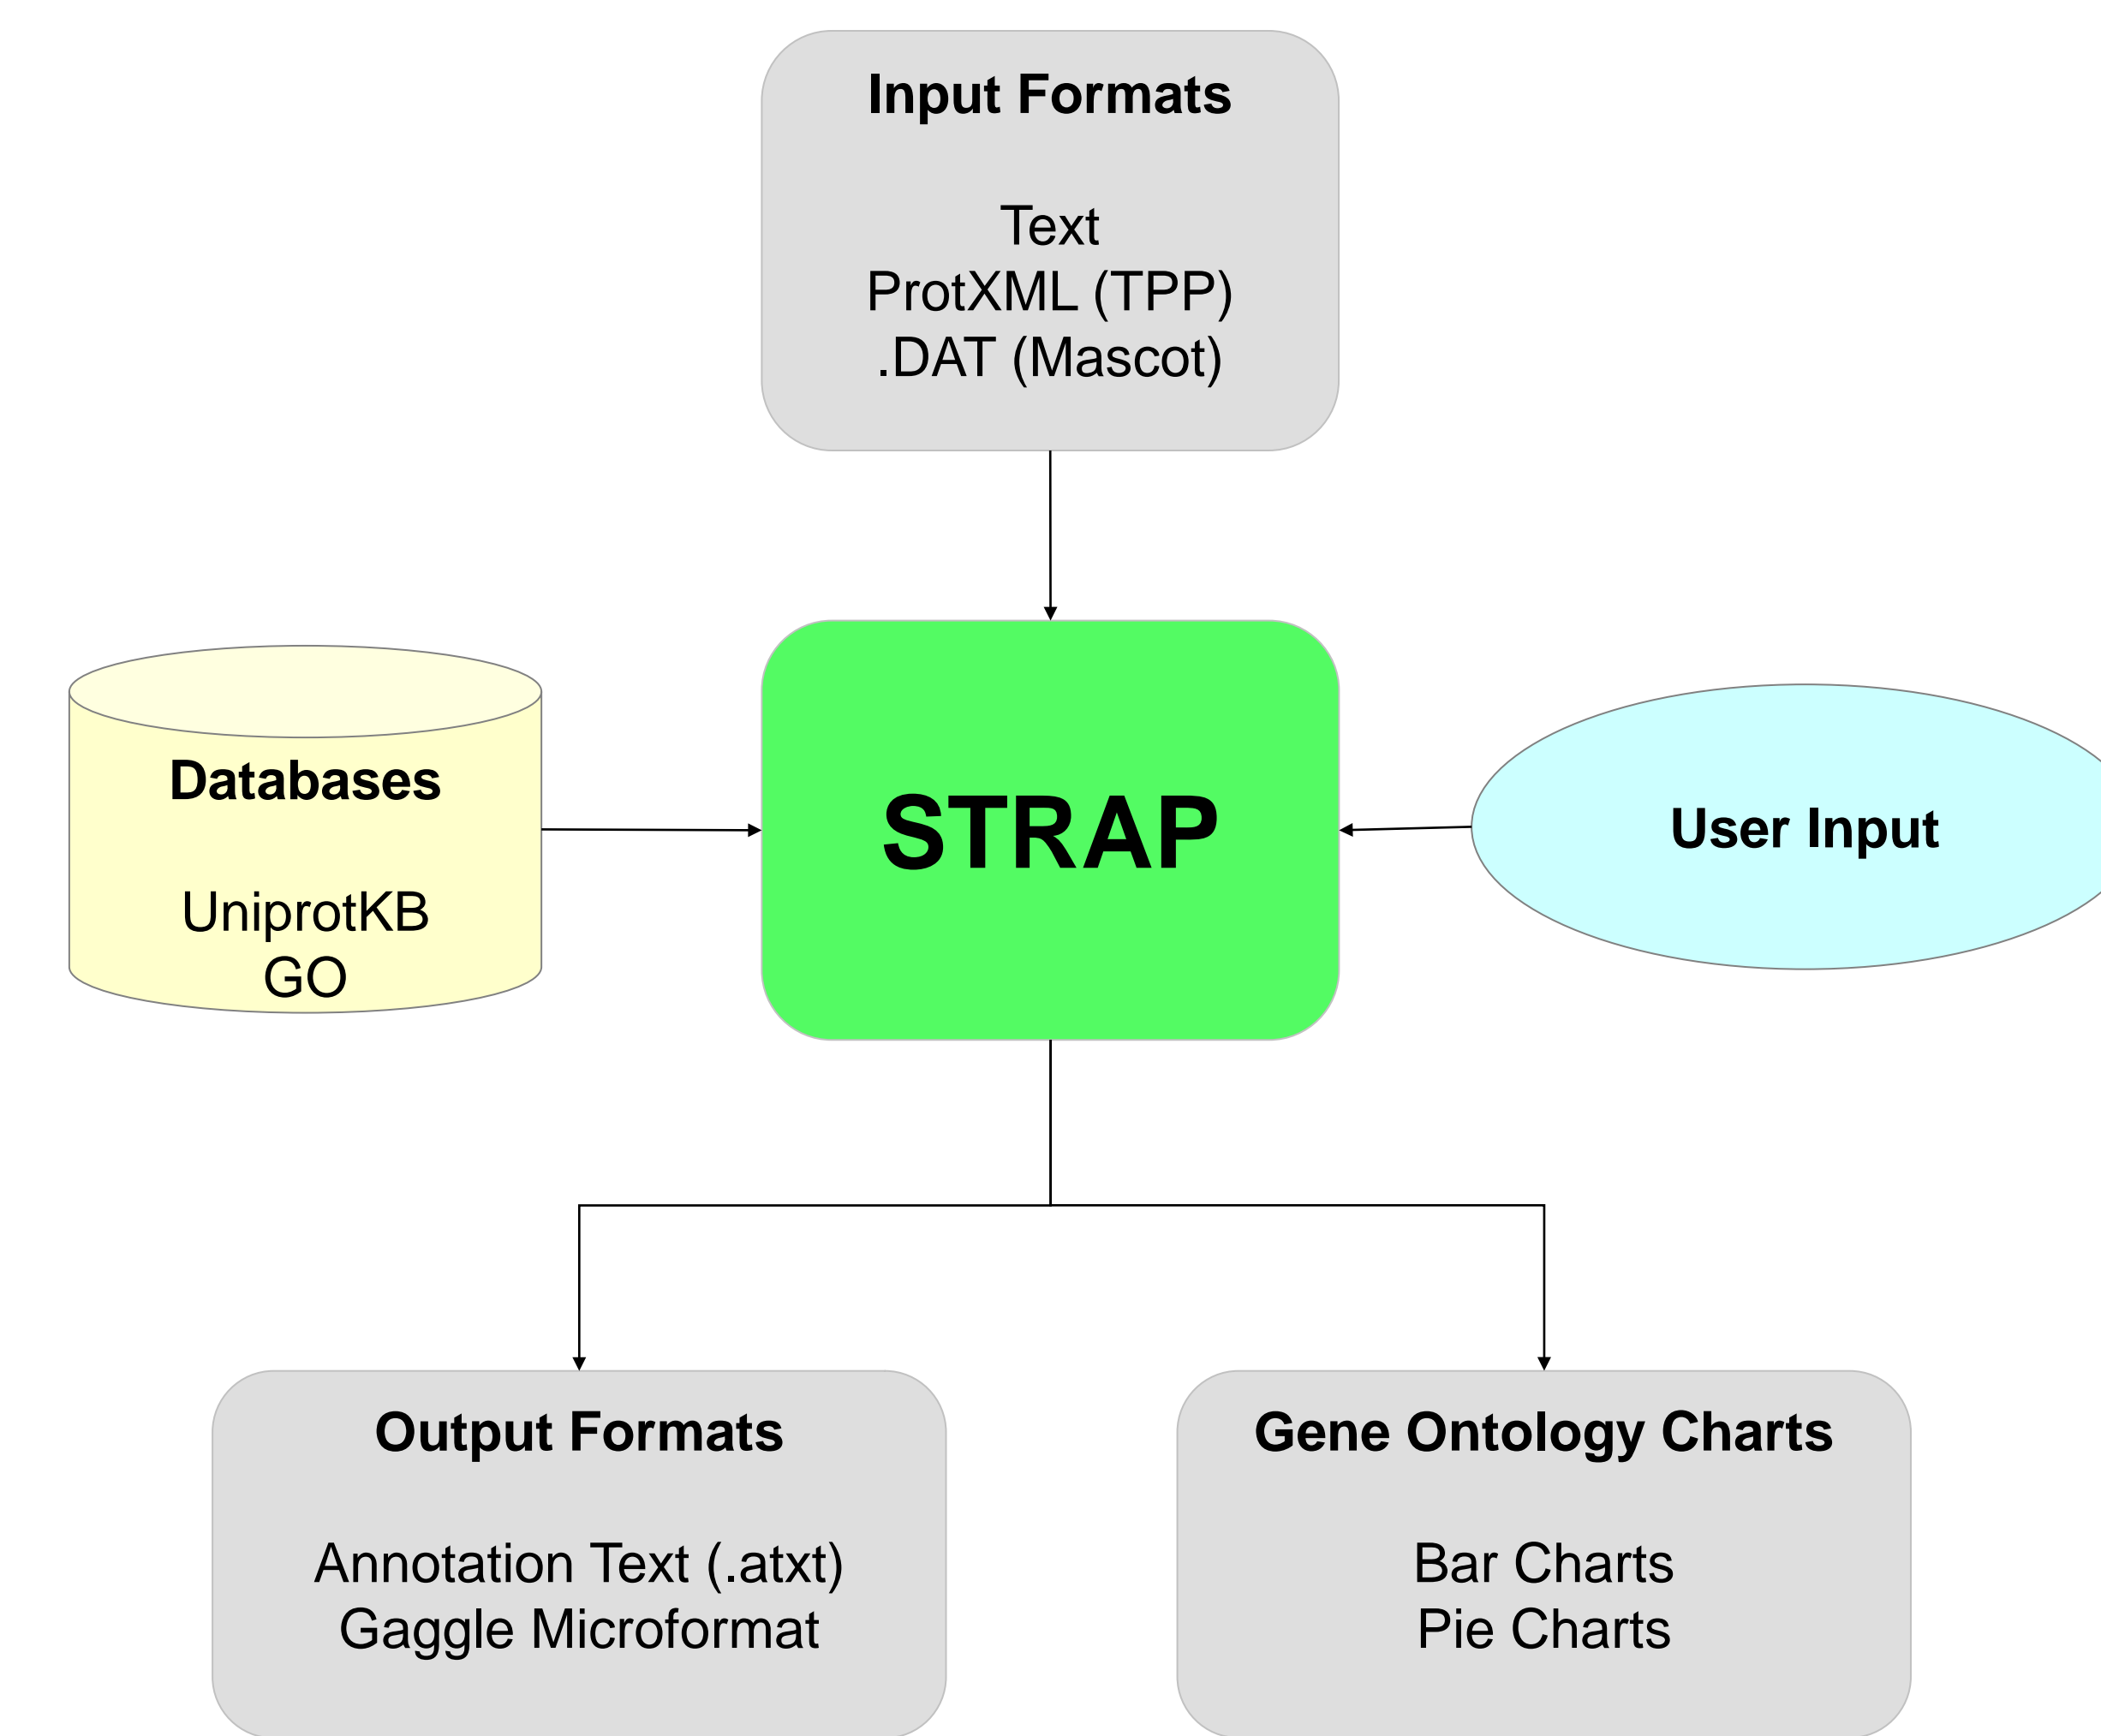 Input Formats
Text
ProtXML (TPP)
.DAT (Mascot)
Databases
UniprotKB
GO
STRAP
User Input
Output Formats
Annotation Text (.atxt)
Gaggle Microformat
Gene Ontology Charts
Bar Charts
Pie Charts